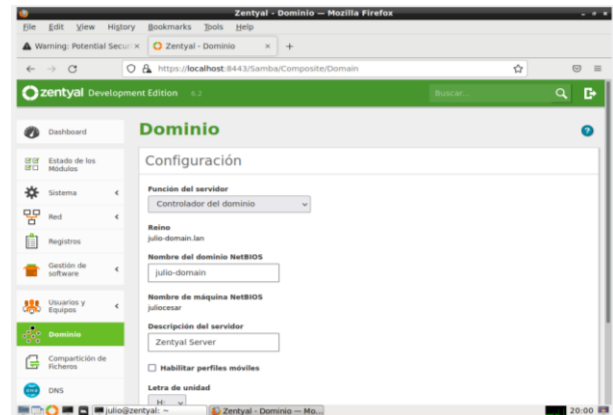 Zentyal - Dominio — Mozilla Firefox
File Edit View History Bookmarks Tools Help
Warning: Potential Secur × Zentyal - Dominio × +
https://localhost:8443/Samba/Composite/Domain
zentyal Development Edition 6.2 Buscar...
Dashboard
Estado de los
Módulos
Sistema
Red
Registros
Gestión de
software
Usuarios y
Equipos
Dominio
Compartición de
Ficheros
DNS
Dominio
Configuración
Función del servidor
Controlador del dominio
Reino
julio-domain.lan
Nombre del dominio NetBIOS
julio-domain
Nombre de máquina NetBIOS
juliocesar
Descripción del servidor
Zentyal Server
Habilitar perfiles móviles
Letra de unidad
H:
julio@zentyal: ~ Zentyal - Dominio — Mo... 20:00